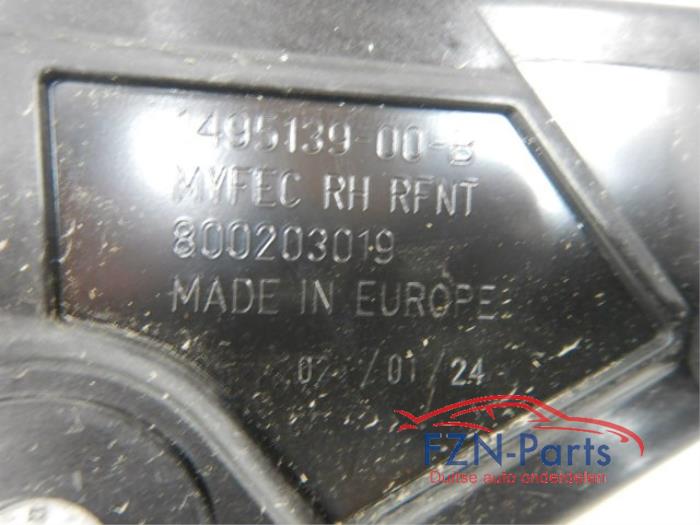 1495139-00-B
MYFEC RH RFNT
800203019
MADE IN EUROPE
/01/24
FZN-Parts
Duitse auto onderdelen